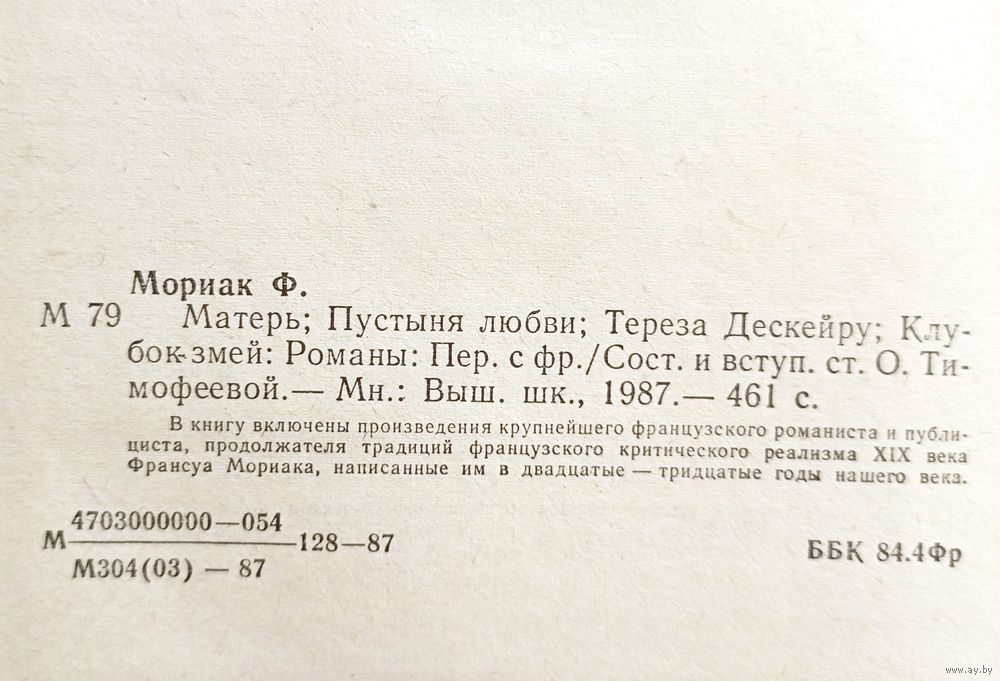 Мориак Ф.
М 79 Матерь; Пустыня любви; Тереза Дескейру; Клу-
бок-змей: Романы: Пер. с фр./Сост. и вступ. ст. О. Ти-
мофеевой.— Мн.: Выш. шк., 1987.— 461 с.
В книгу включены произведения крупнейшего французского романиста и публи-
циста, продолжателя традиций французского критического реализма XIX века
Франсуа Мориака, написанные им в двадцатые — тридцатые годы нашего века.
4703000000—054
М 128—87
М304(03) — 87
ББК 84.4Фр
www.ay.by